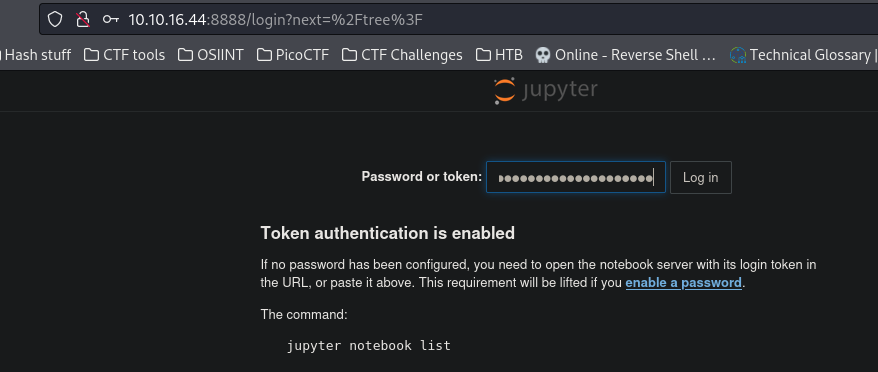 10.10.16.44:8888/login?next=%2Ftree%3F
Hash stuff CTF tools OSIINT PicoCTF CTF Challenges HTB Online - Reverse Shell … Technical Glossary |
jupyter
Password or token: Log in
Token authentication is enabled
If no password has been configured, you need to open the notebook server with its login token in
the URL, or paste it above. This requirement will be lifted if you enable a password.
The command:
jupyter notebook list